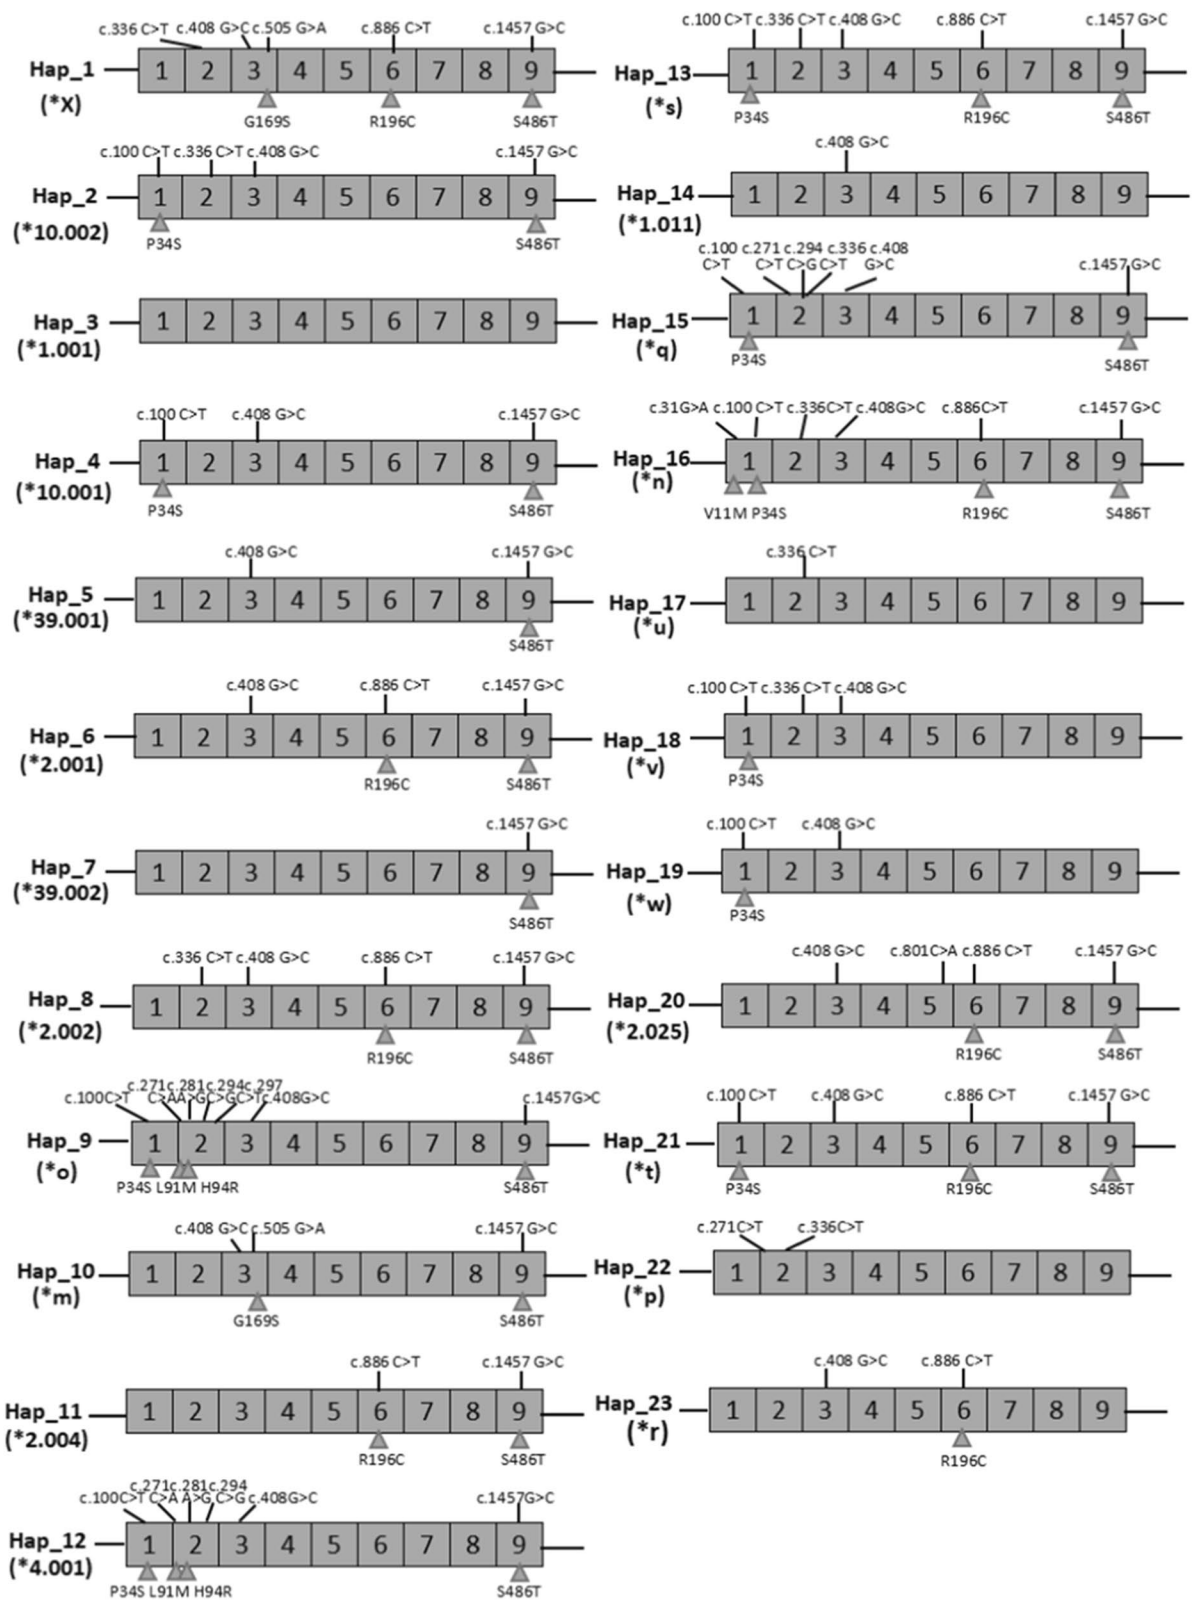 c.336 C>T c.408 G>C c.505 G>A c.886 C>T c.1457 G>C
Hap_1 1 2 3 4 5 6 7 8 9
(*X)
G169S R196C S486T
c.100 C>T c.336 C>T c.408 G>C c.1457 G>C
Hap_2 1 2 3 4 5 6 7 8 9
(*10.002)
P34S S486T
Hap_3 1 2 3 4 5 6 7 8 9
(*1.001)
c.100 C>T c.408 G>C c.1457 G>C
Hap_4 1 2 3 4 5 6 7 8 9
(*10.001)
P34S S486T
c.408 G>C c.1457 G>C
Hap_5 1 2 3 4 5 6 7 8 9
(*39.001)
S486T
c.408 G>C c.886 C>T c.1457 G>C
Hap_6 1 2 3 4 5 6 7 8 9
(*2.001)
R196C S486T
c.1457 G>C
Hap_7 1 2 3 4 5 6 7 8 9
(*39.002)
S486T
c.336 C>T c.408 G>C c.886 C>T c.1457 G>C
Hap_8 1 2 3 4 5 6 7 8 9
(*2.002)
R196C S486T
c.271c.281c.294c.297
c.100C>T C>AA>GC>GC>Tc.408G>C c.1457G>C
Hap_9 1 2 3 4 5 6 7 8 9
(*o)
P34S L91M H94R S486T
c.408 G>C c.505 G>A c.1457 G>C
Hap_10 1 2 3 4 5 6 7 8 9
(*m)
G169S S486T
c.886 C>T c.1457 G>C
Hap_11 1 2 3 4 5 6 7 8 9
(*2.004)
R196C S486T
c.271c.281c.294
c.100C>T C>A A>G C>G c.408G>C c.1457G>C
Hap_12 1 2 3 4 5 6 7 8 9
(*4.001)
P34S L91M H94R S486T
c.100 C>T c.336 C>T c.408 G>C c.886 C>T c.1457 G>C
Hap_13 1 2 3 4 5 6 7 8 9
(*s)
P34S R196C S486T
c.408 G>C
Hap_14 1 2 3 4 5 6 7 8 9
(*1.011)
c.100 c.271 c.294 c.336 c.408
C>T C>T C>G C>T G>C c.1457 G>C
Hap_15 1 2 3 4 5 6 7 8 9
(*q)
P34S S486T
c.31G>A c.100 C>T c.336C>T c.408G>C c.886C>T c.1457 G>C
Hap_16 1 2 3 4 5 6 7 8 9
(*n)
V11M P34S R196C S486T
c.336 C>T
Hap_17 1 2 3 4 5 6 7 8 9
(*u)
c.100 C>T c.336 C>T c.408 G>C
Hap_18 1 2 3 4 5 6 7 8 9
(*v)
P34S
c.100 C>T c.408 G>C
Hap_19 1 2 3 4 5 6 7 8 9
(*w)
P34S
c.408 G>C c.801C>A c.886 C>T c.1457 G>C
Hap_20 1 2 3 4 5 6 7 8 9
(*2.025)
R196C S486T
c.100 C>T c.408 G>C c.886 C>T c.1457 G>C
Hap_21 1 2 3 4 5 6 7 8 9
(*t)
P34S R196C S486T
c.271C>T c.336C>T
Hap_22 1 2 3 4 5 6 7 8 9
(*p)
c.408 G>C c.886 C>T
Hap_23 1 2 3 4 5 6 7 8 9
(*r)
R196C